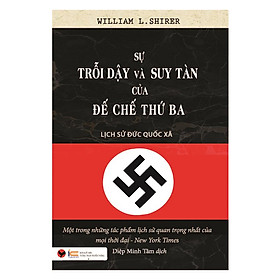 WILLIAM L.SHIRER
SỰ
TRỖI DẬY VÀ SUY TÀN
CỦA
ĐẾ CHẾ THỨ BA
LỊCH SỬ ĐỨC QUỐC XÃ
Một trong những tác phẩm lịch sử quan trọng nhất của
mọi thời đại - New York Times
Diệp Minh Tâm dịch